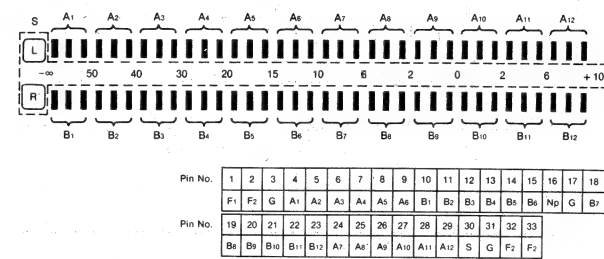 S A1 A2 A3 A4 A5 A6 A7 A8 A9 A10 A11 A12
L
-∞ 50 40 30 20 15 10 6 2 0 2 6 +10
R
B1 B2 B3 B4 B5 B6 B7 B8 B9 B10 B11 B12
Pin No. 1 2 3 4 5 6 7 8 9 10 11 12 13 14 15 16 17 18
F1 F2 G A1 A2 A3 A4 A5 A6 B1 B2 B3 B4 B5 B6 Np G B7
Pin No. 19 20 21 22 23 24 25 26 27 28 29 30 31 32 33
B8 B9 B10 B11 B12 A7 A8 A9 A10 A11 A12 S G F2 F2